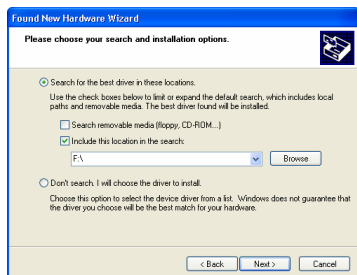 Found New Hardware Wizard
Please choose your search and installation options.
Search for the best driver in these locations.
Use the check boxes below to limit or expand the default search, which includes local
paths and removable media. The best driver found will be installed.
Search removable media (floppy, CD-ROM...)
Include this location in the search:
F:\
Browse
Don't search. I will choose the driver to install.
Choose this option to select the device driver from a list. Windows does not guarantee that
the driver you choose will be the best match for your hardware.
< Back Next > Cancel